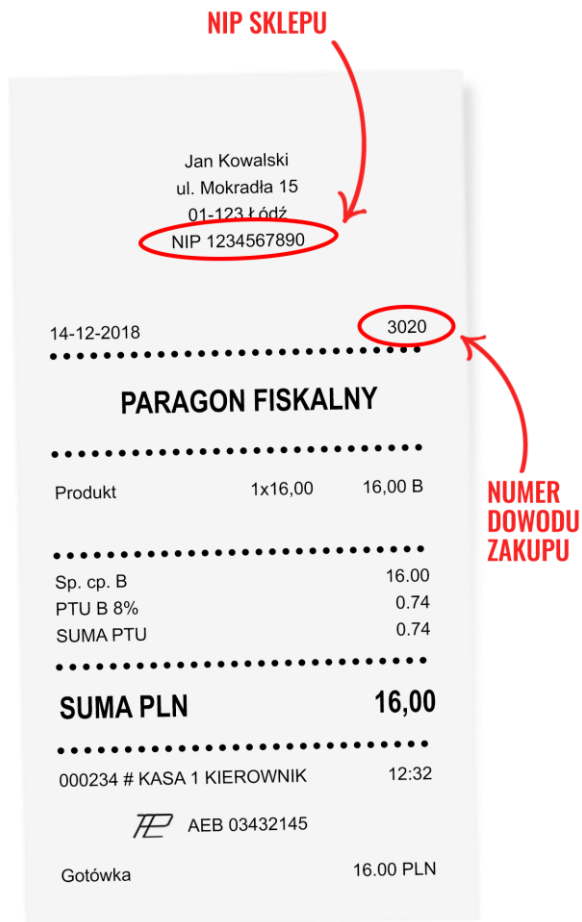 NIP SKLEPU
Jan Kowalski
ul. Mokradła 15
01-123 Łódź
NIP 1234567890
14-12-2018 3020
PARAGON FISKALNY
Produkt 1x16,00 16,00 B
NUMER
DOWODU
ZAKUPU
Sp. cp. B 16.00
PTU B 8% 0.74
SUMA PTU 0.74
SUMA PLN 16,00
000234 # KASA 1 KIEROWNIK 12:32
AEB 03432145
Gotówka 16.00 PLN